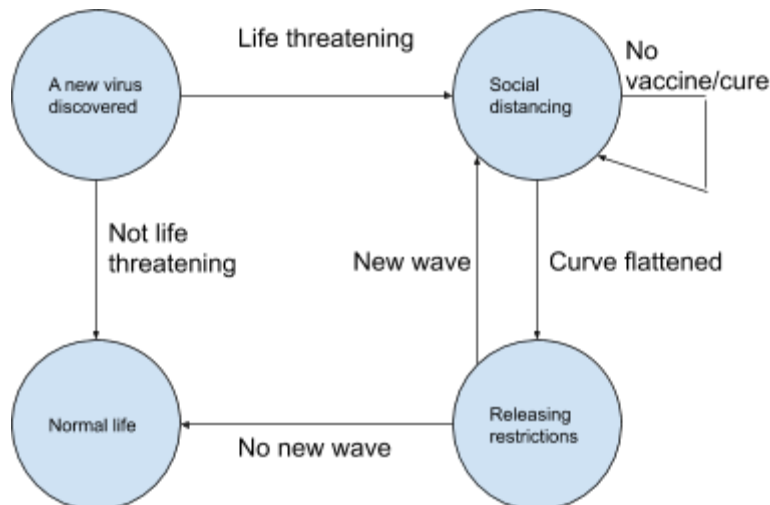 Life threatening
A new virus
discovered
Social
distancing
No
vaccine/cure
Not life
threatening
New wave
Curve flattened
Normal life
No new wave
Releasing
restrictions